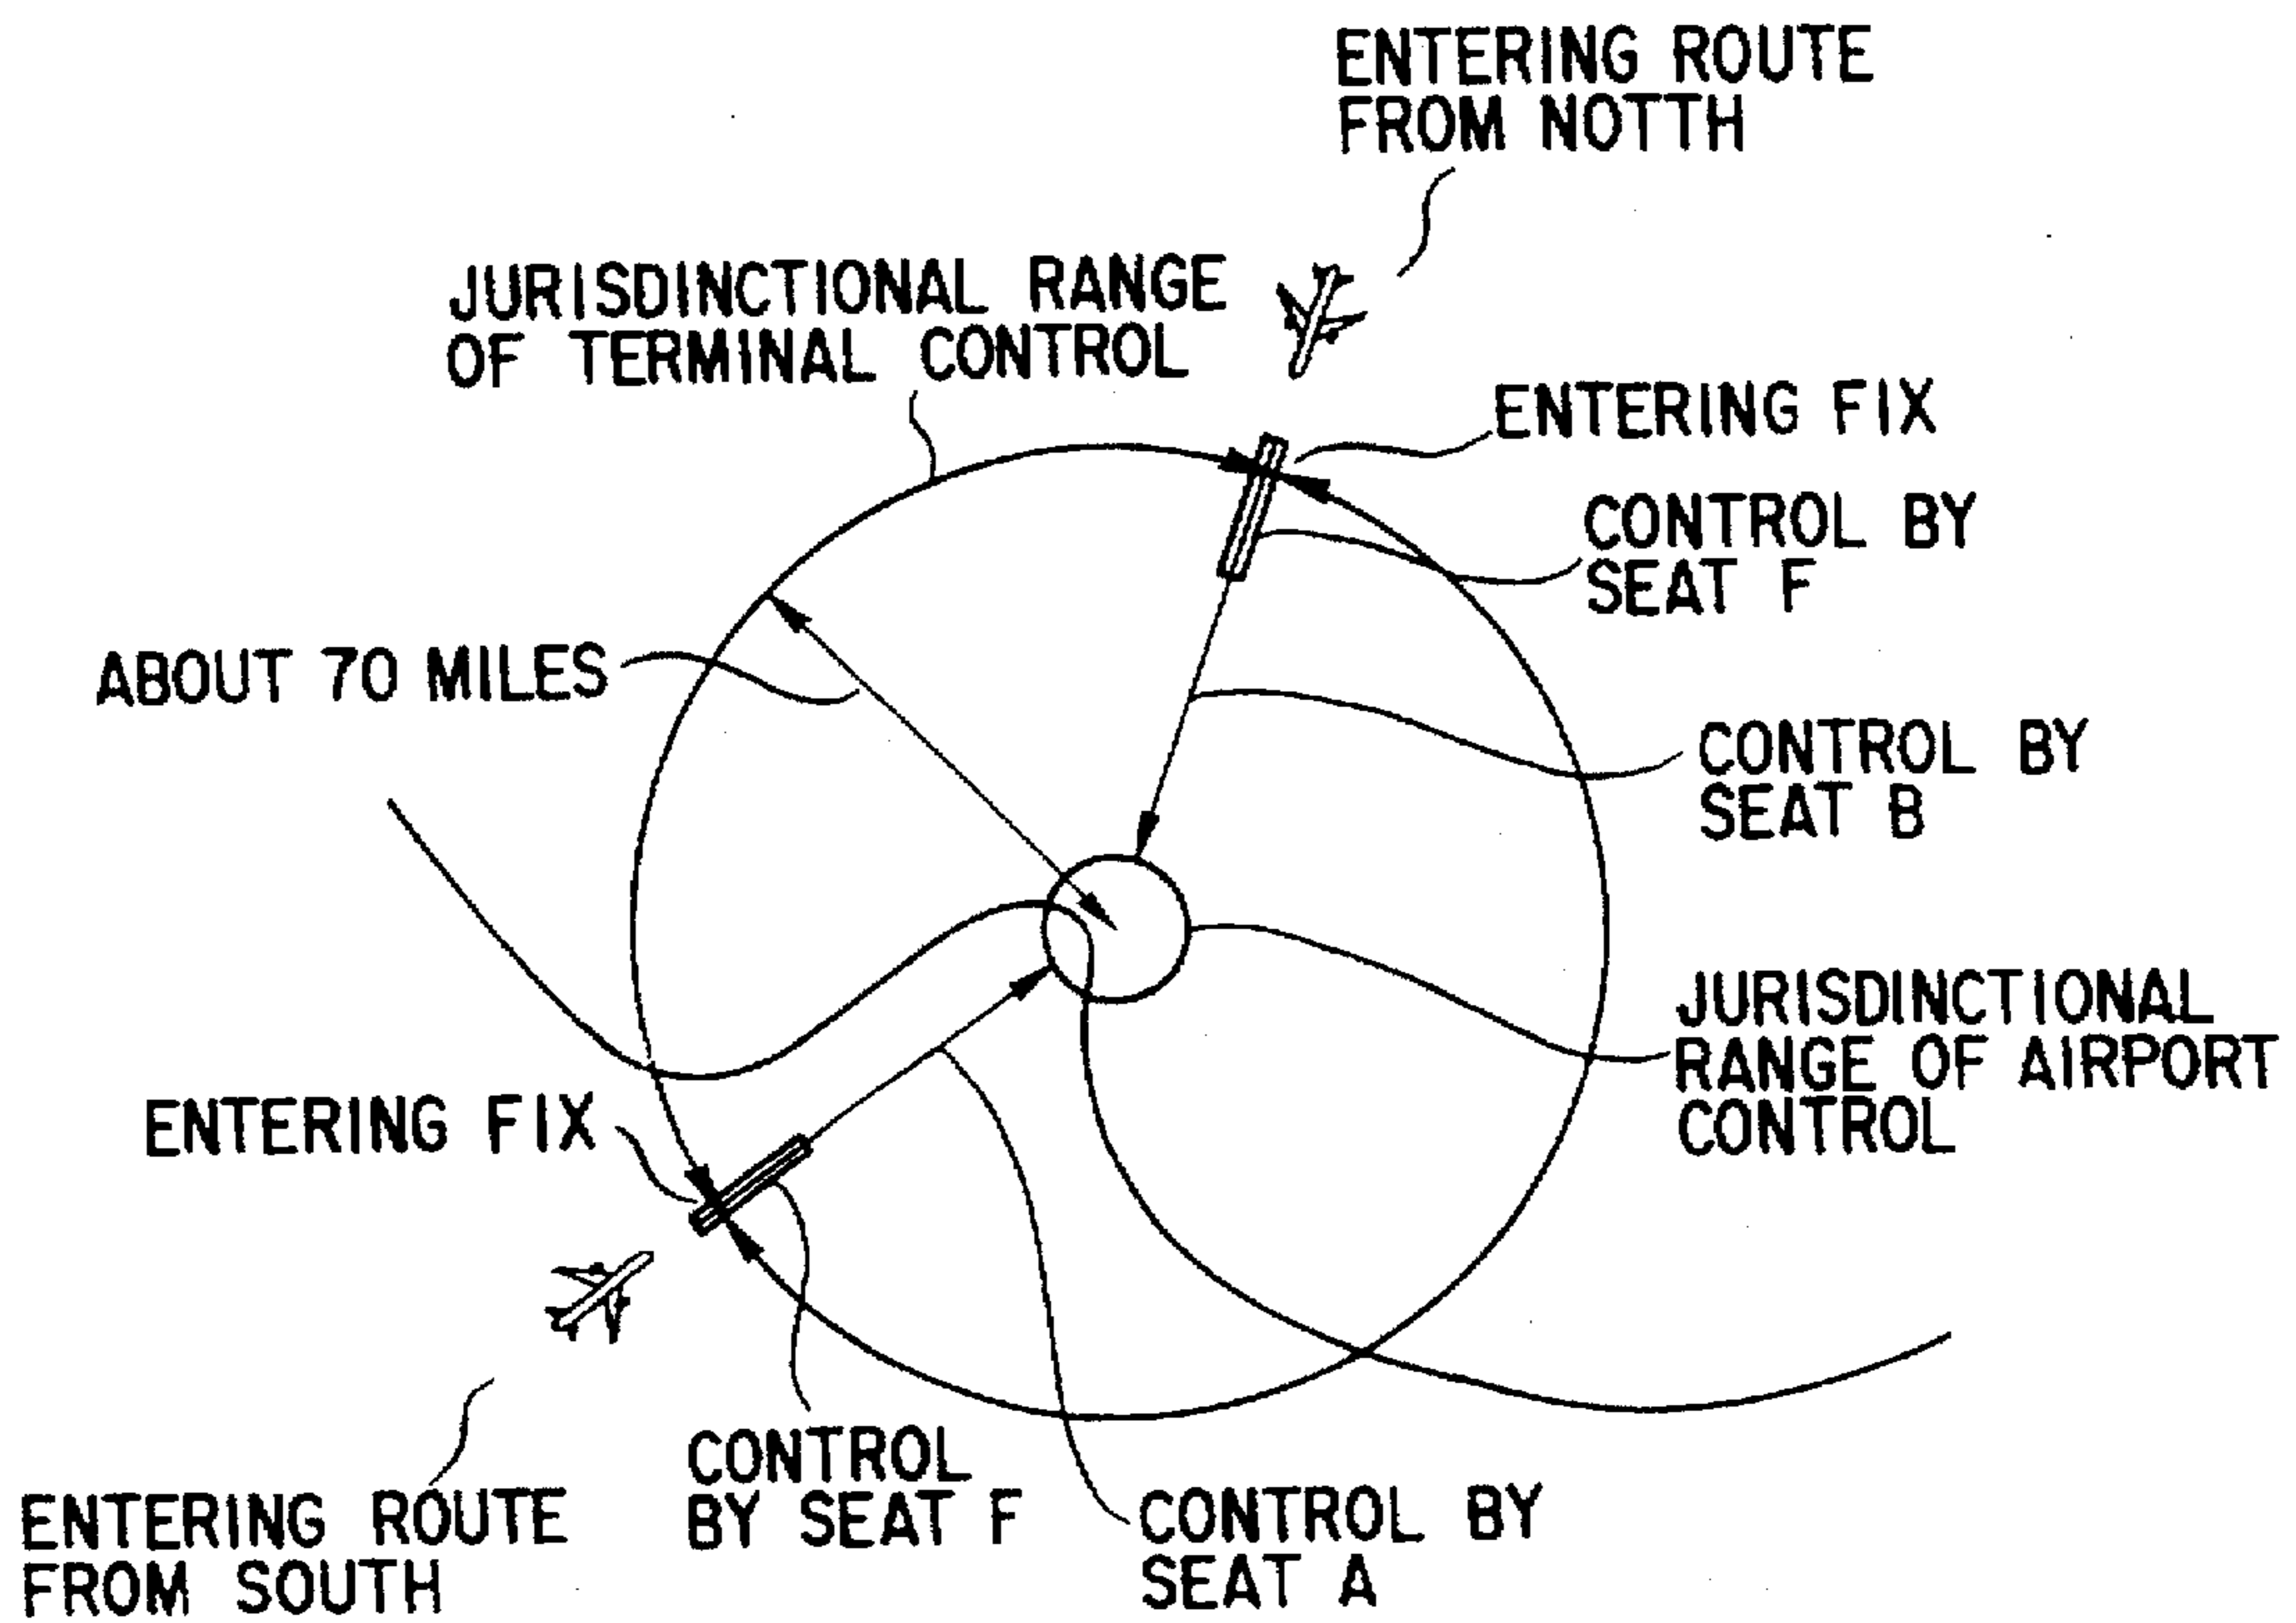 ENTERING ROUTE
FROM NOTTH
JURISDINCTIONAL RANGE
OF TERMINAL CONTROL
ENTERING FIX
CONTROL BY
SEAT F
ABOUT 70 MILES
CONTROL BY
SEAT B
JURISDINCTIONAL
RANGE OF AIRPORT
CONTROL
ENTERING FIX
CONTROL
BY SEAT F
CONTROL BY
SEAT A
ENTERING ROUTE
FROM SOUTH